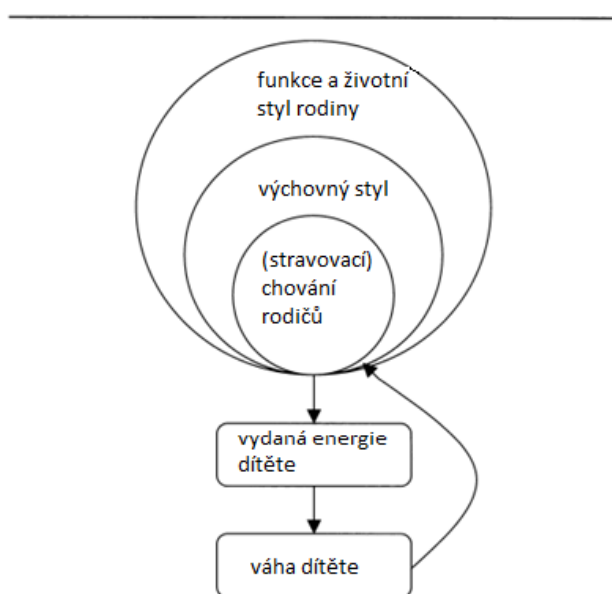 funkce a životní
styl rodiny
výchovný styl
(stravovací)
chování
rodičů
vydaná energie
dítěte
váha dítěte